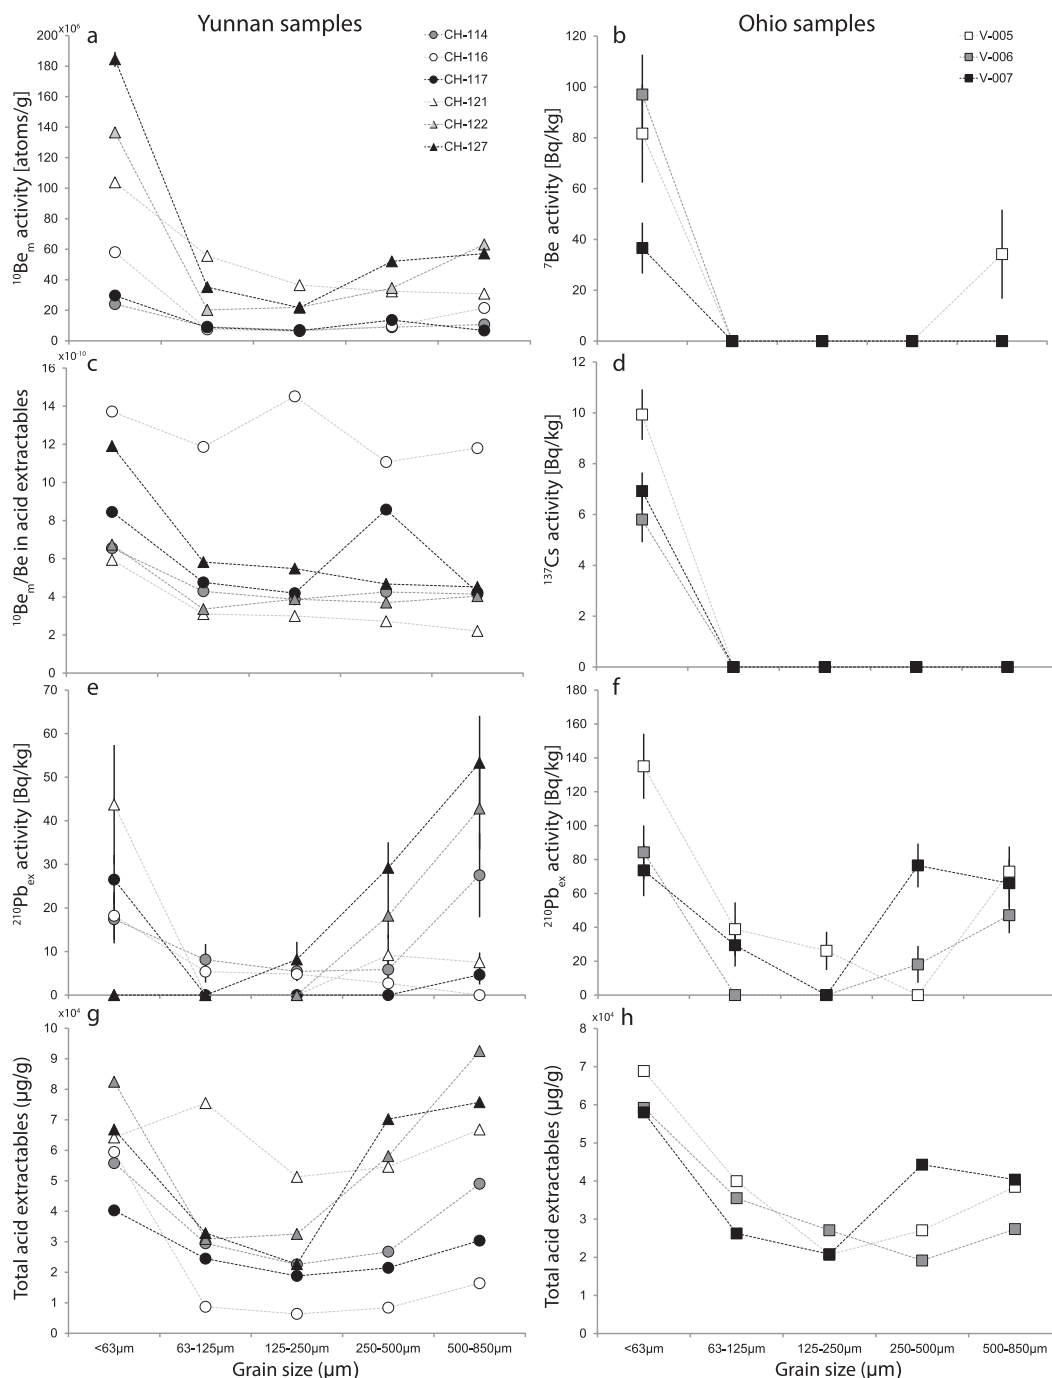 Yunnan samples
Ohio samples
x10⁶
a
200
180
160
140
120
100
80
60
40
20
0
¹⁰Beₘ activity [atoms/g]
CH-114
CH-116
CH-117
CH-121
CH-122
CH-127
b
120
100
80
60
40
20
0
⁷Be activity [Bq/kg]
V-005
V-006
V-007
x10⁻¹⁰
c
16
14
12
10
8
6
4
2
0
¹⁰Beₘ/Be in acid extractables
d
12
10
8
6
4
2
0
¹³⁷Cs activity [Bq/kg]
e
70
60
50
40
30
20
10
0
²¹⁰Pbₑₓ activity [Bq/kg]
f
180
160
140
120
100
80
60
40
20
0
²¹⁰Pbₑₓ activity [Bq/kg]
x10⁴
g
10
9
8
7
6
5
4
3
2
1
0
Total acid extractables (µg/g)
<63µm
63-125µm
125-250µm
250-500µm
500-850µm
Grain size (µm)
x10⁴
h
8
7
6
5
4
3
2
1
0
Total acid extractables (µg/g)
<63µm
63-125µm
125-250µm
250-500µm
500-850µm
Grain size (µm)